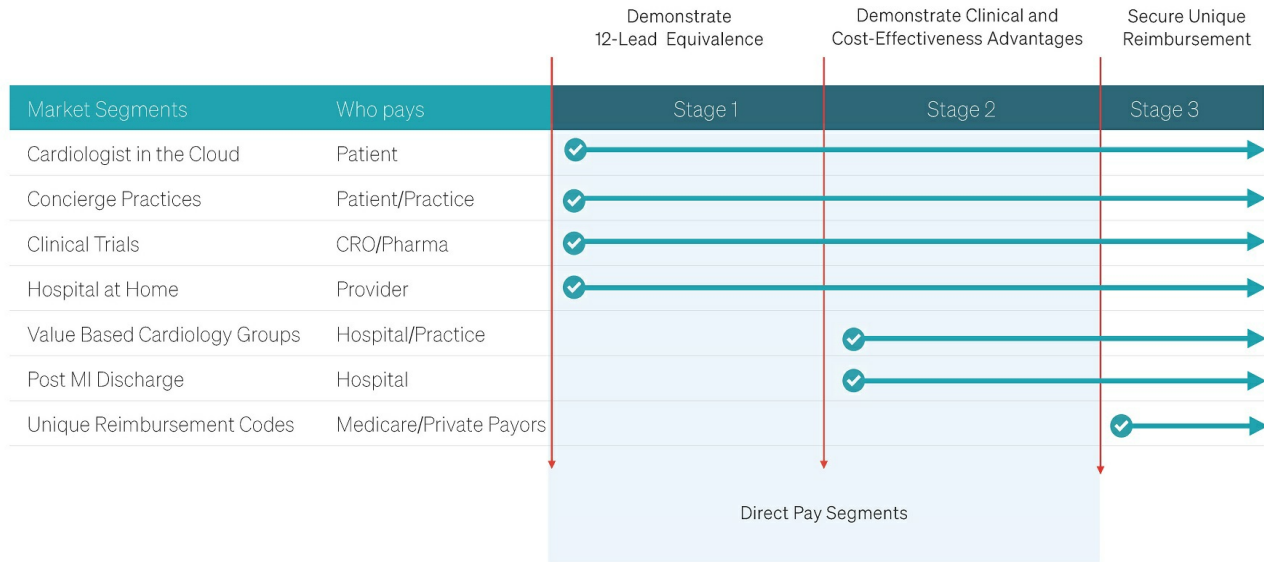 Demonstrate
12-Lead Equivalence
Demonstrate Clinical and
Cost-Effectiveness Advantages
Secure Unique
Reimbursement
Market Segments Who pays Stage 1 Stage 2 Stage 3
Cardiologist in the Cloud Patient
Concierge Practices Patient/Practice
Clinical Trials CRO/Pharma
Hospital at Home Provider
Value Based Cardiology Groups Hospital/Practice
Post MI Discharge Hospital
Unique Reimbursement Codes Medicare/Private Payors
Direct Pay Segments